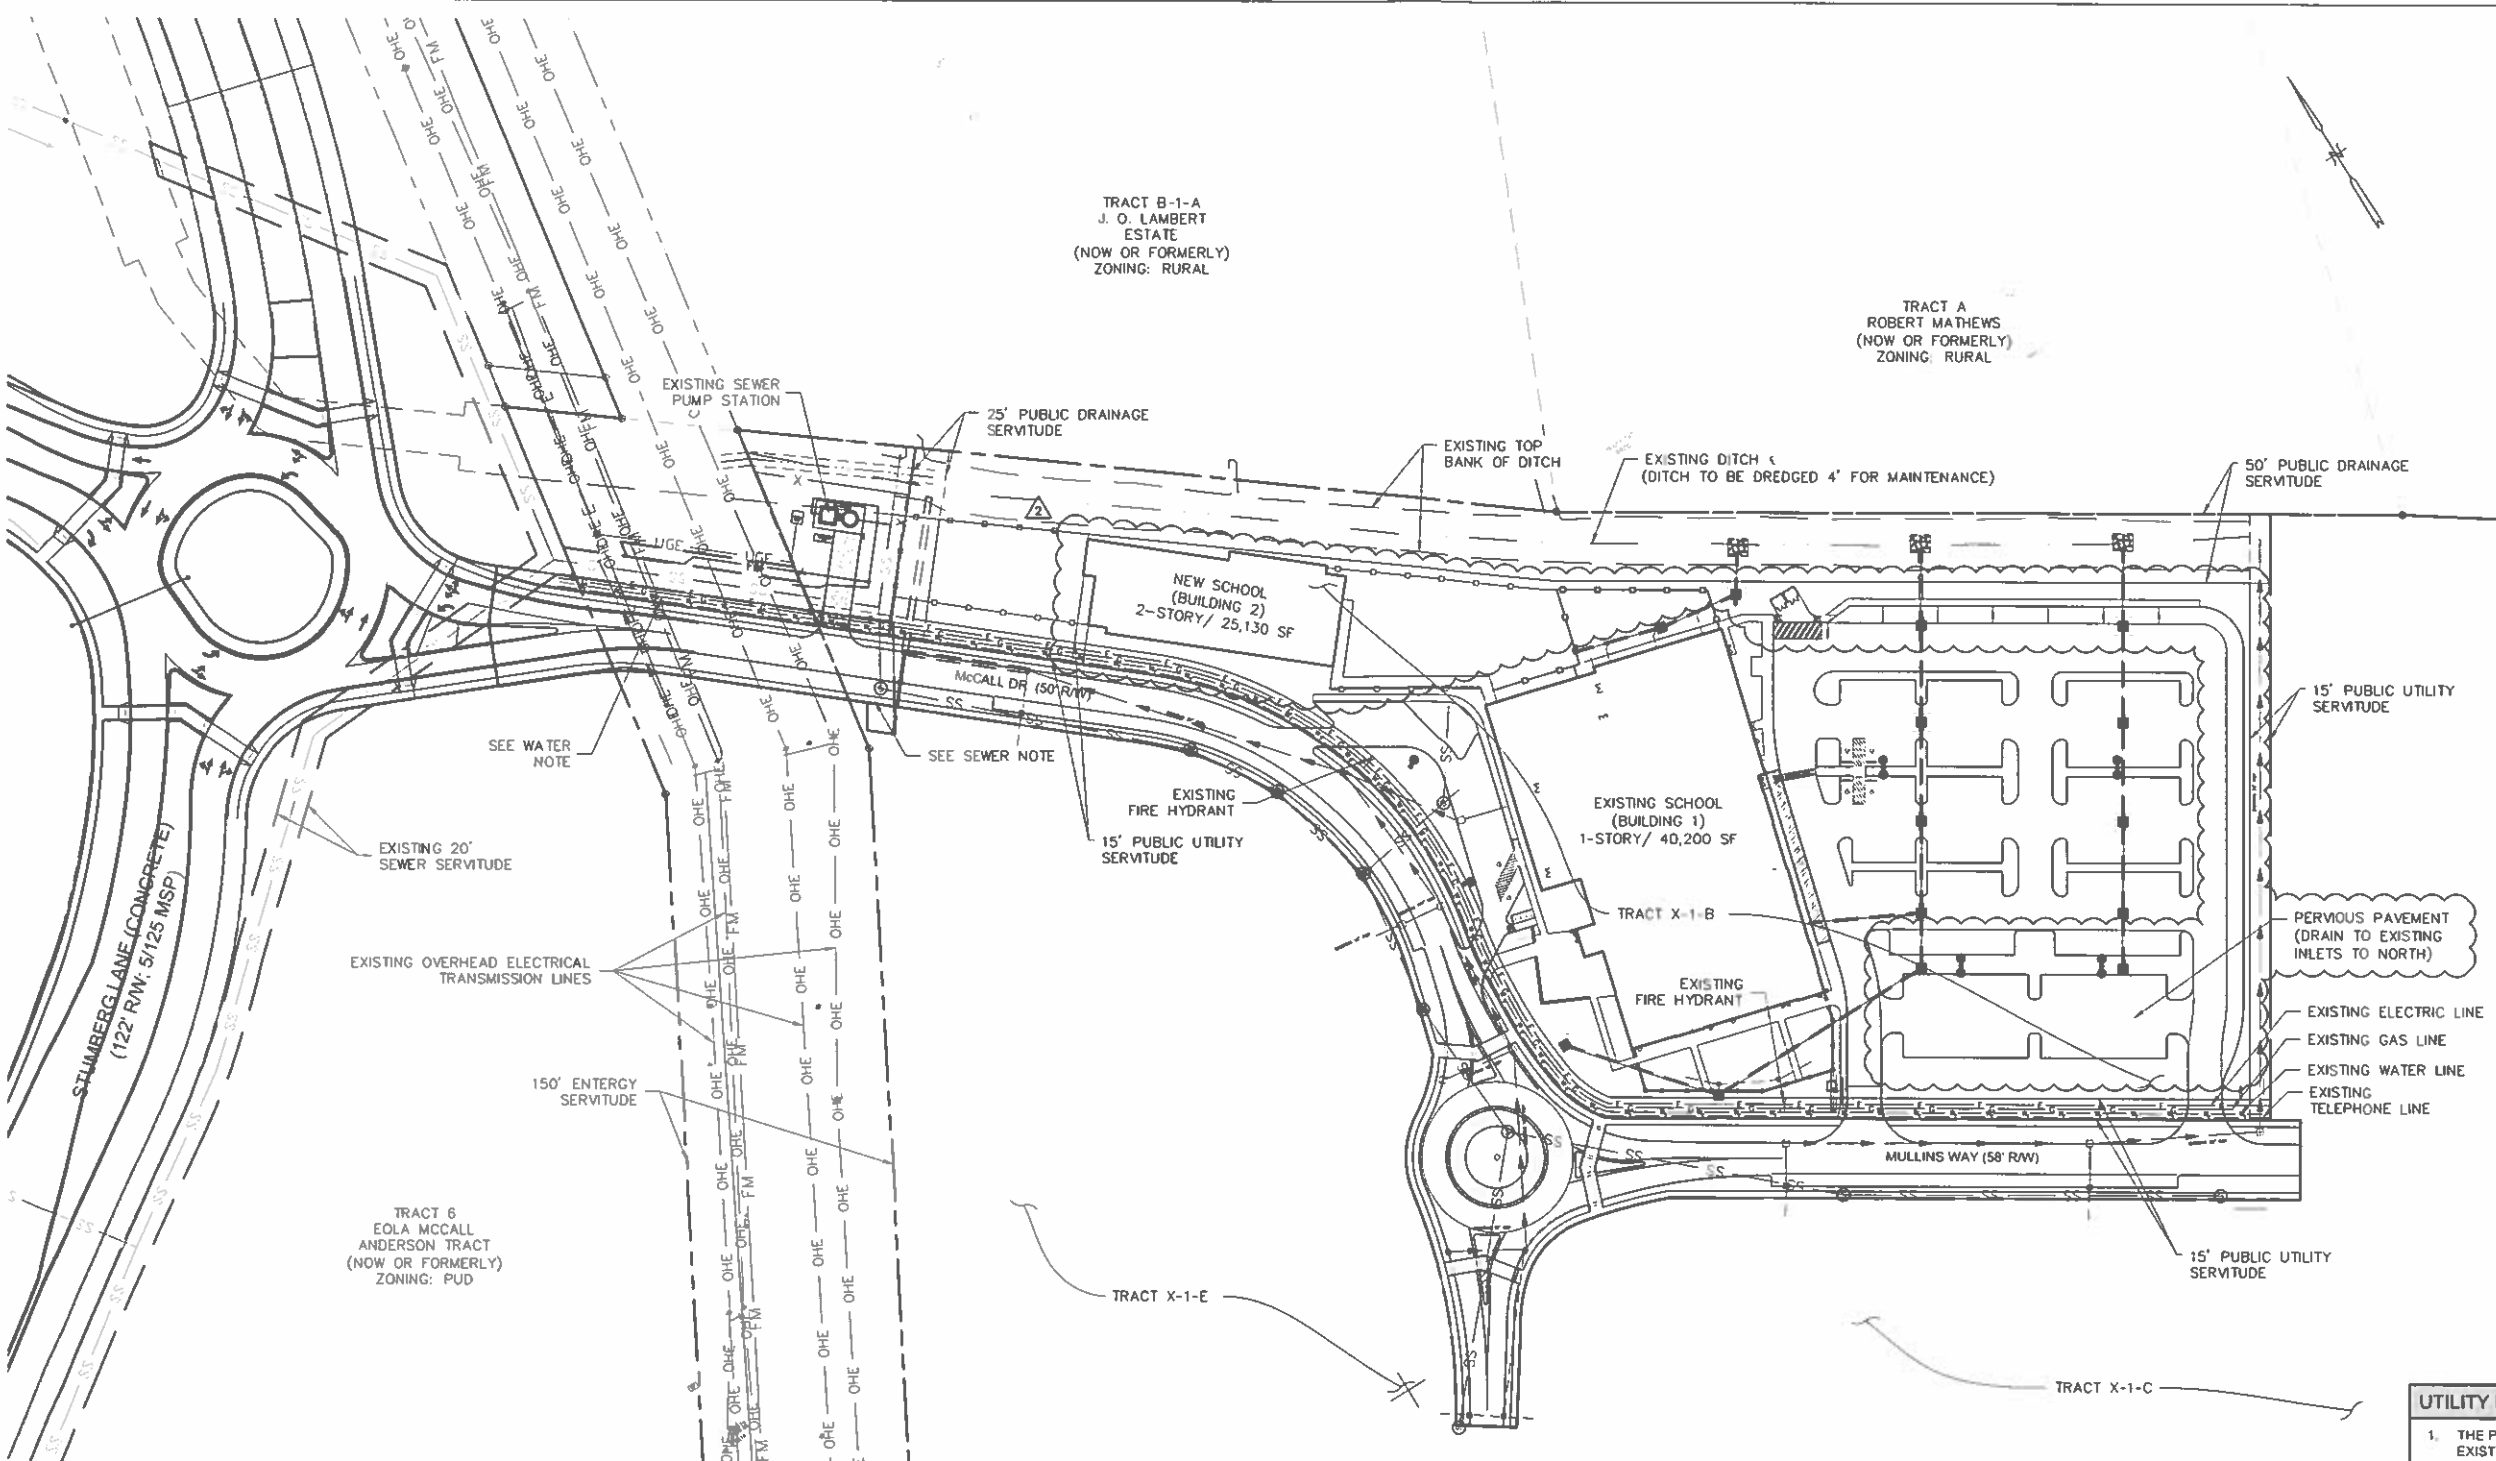 TRACT B-1-A
J. O. LAMBERT
ESTATE
(NOW OR FORMERLY)
ZONING: RURAL
TRACT A
ROBERT MATHEWS
(NOW OR FORMERLY)
ZONING: RURAL
EXISTING SEWER
PUMP STATION
25' PUBLIC DRAINAGE
SERVITUDE
EXISTING TOP
BANK OF DITCH
EXISTING DITCH
(DITCH TO BE DREDGED 4' FOR MAINTENANCE)
50' PUBLIC DRAINAGE
SERVITUDE
2
UGE
UGE
NEW SCHOOL
(BUILDING 2)
2-STORY/ 25,130 SF
McCALL DR (50' R/W)
15' PUBLIC UTILITY
SERVITUDE
SEE WATER
NOTE
SEE SEWER NOTE
EXISTING
FIRE HYDRANT
EXISTING SCHOOL
(BUILDING 1)
1-STORY/ 40,200 SF
15' PUBLIC UTILITY
SERVITUDE
EXISTING 20'
SEWER SERVITUDE
STUMBERG LANE (CONCRETE)
(122' R/W; 5/125 MSP)
TRACT X-1-B
PERVIOUS PAVEMENT
(DRAIN TO EXISTING
INLETS TO NORTH)
EXISTING OVERHEAD ELECTRICAL
TRANSMISSION LINES
EXISTING
FIRE HYDRANT
EXISTING ELECTRIC LINE
EXISTING GAS LINE
EXISTING WATER LINE
EXISTING
TELEPHONE LINE
150' ENTERGY
SERVITUDE
MULLINS WAY (58' R/W)
TRACT 6
EOLA MCCALL
ANDERSON TRACT
(NOW OR FORMERLY)
ZONING: PUD
15' PUBLIC UTILITY
SERVITUDE
TRACT X-1-E
TRACT X-1-C
UTILITY
1. THE P
EXIST